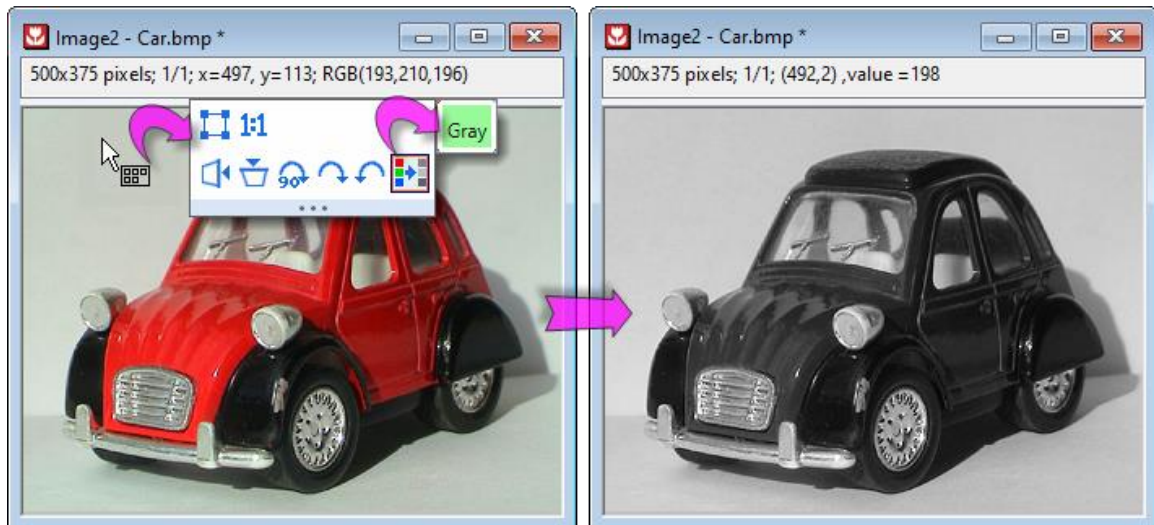 Image2 - Car.bmp *
500x375 pixels; 1/1; x=497, y=113; RGB(193,210,196)
1:1
Gray
90
Image2 - Car.bmp *
500x375 pixels; 1/1; (492,2) ,value =198